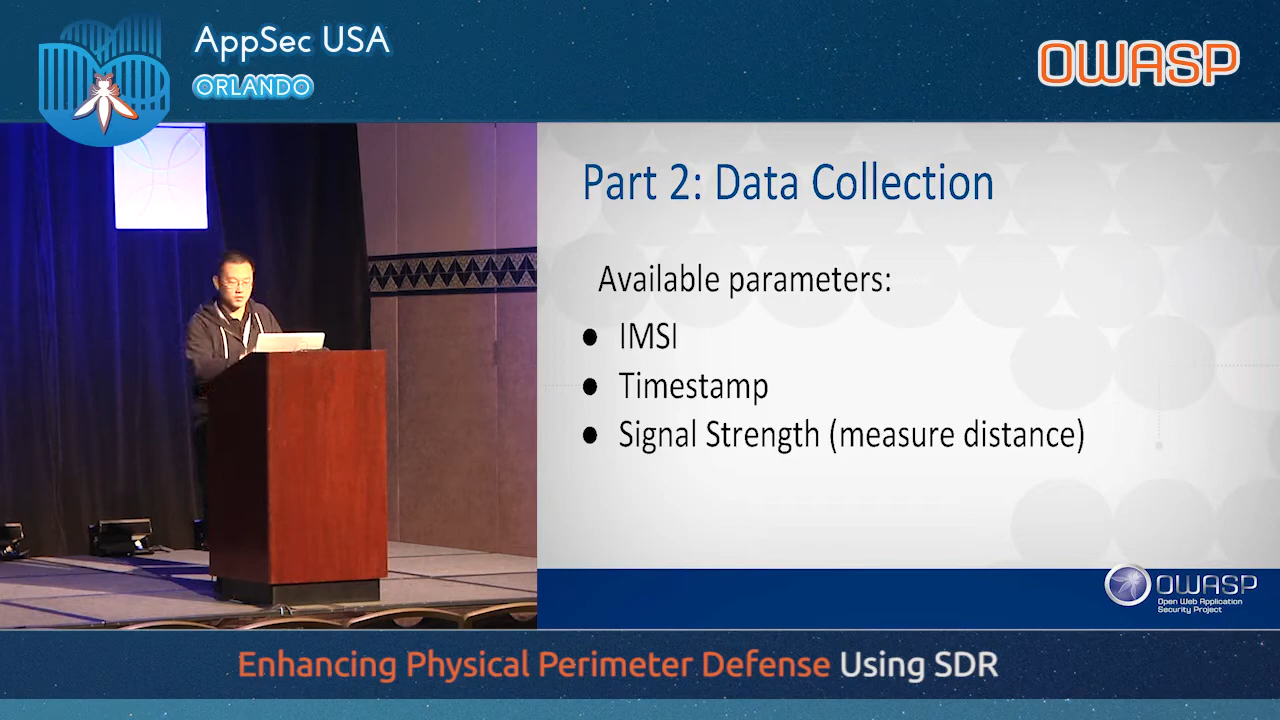 AppSec USA
ORLANDO
OWASP
Part 2: Data Collection
Available parameters:
● IMSI
● Timestamp
● Signal Strength (measure distance)
OWASP
Open Web Application
Security Project
Enhancing Physical Perimeter Defense Using SDR